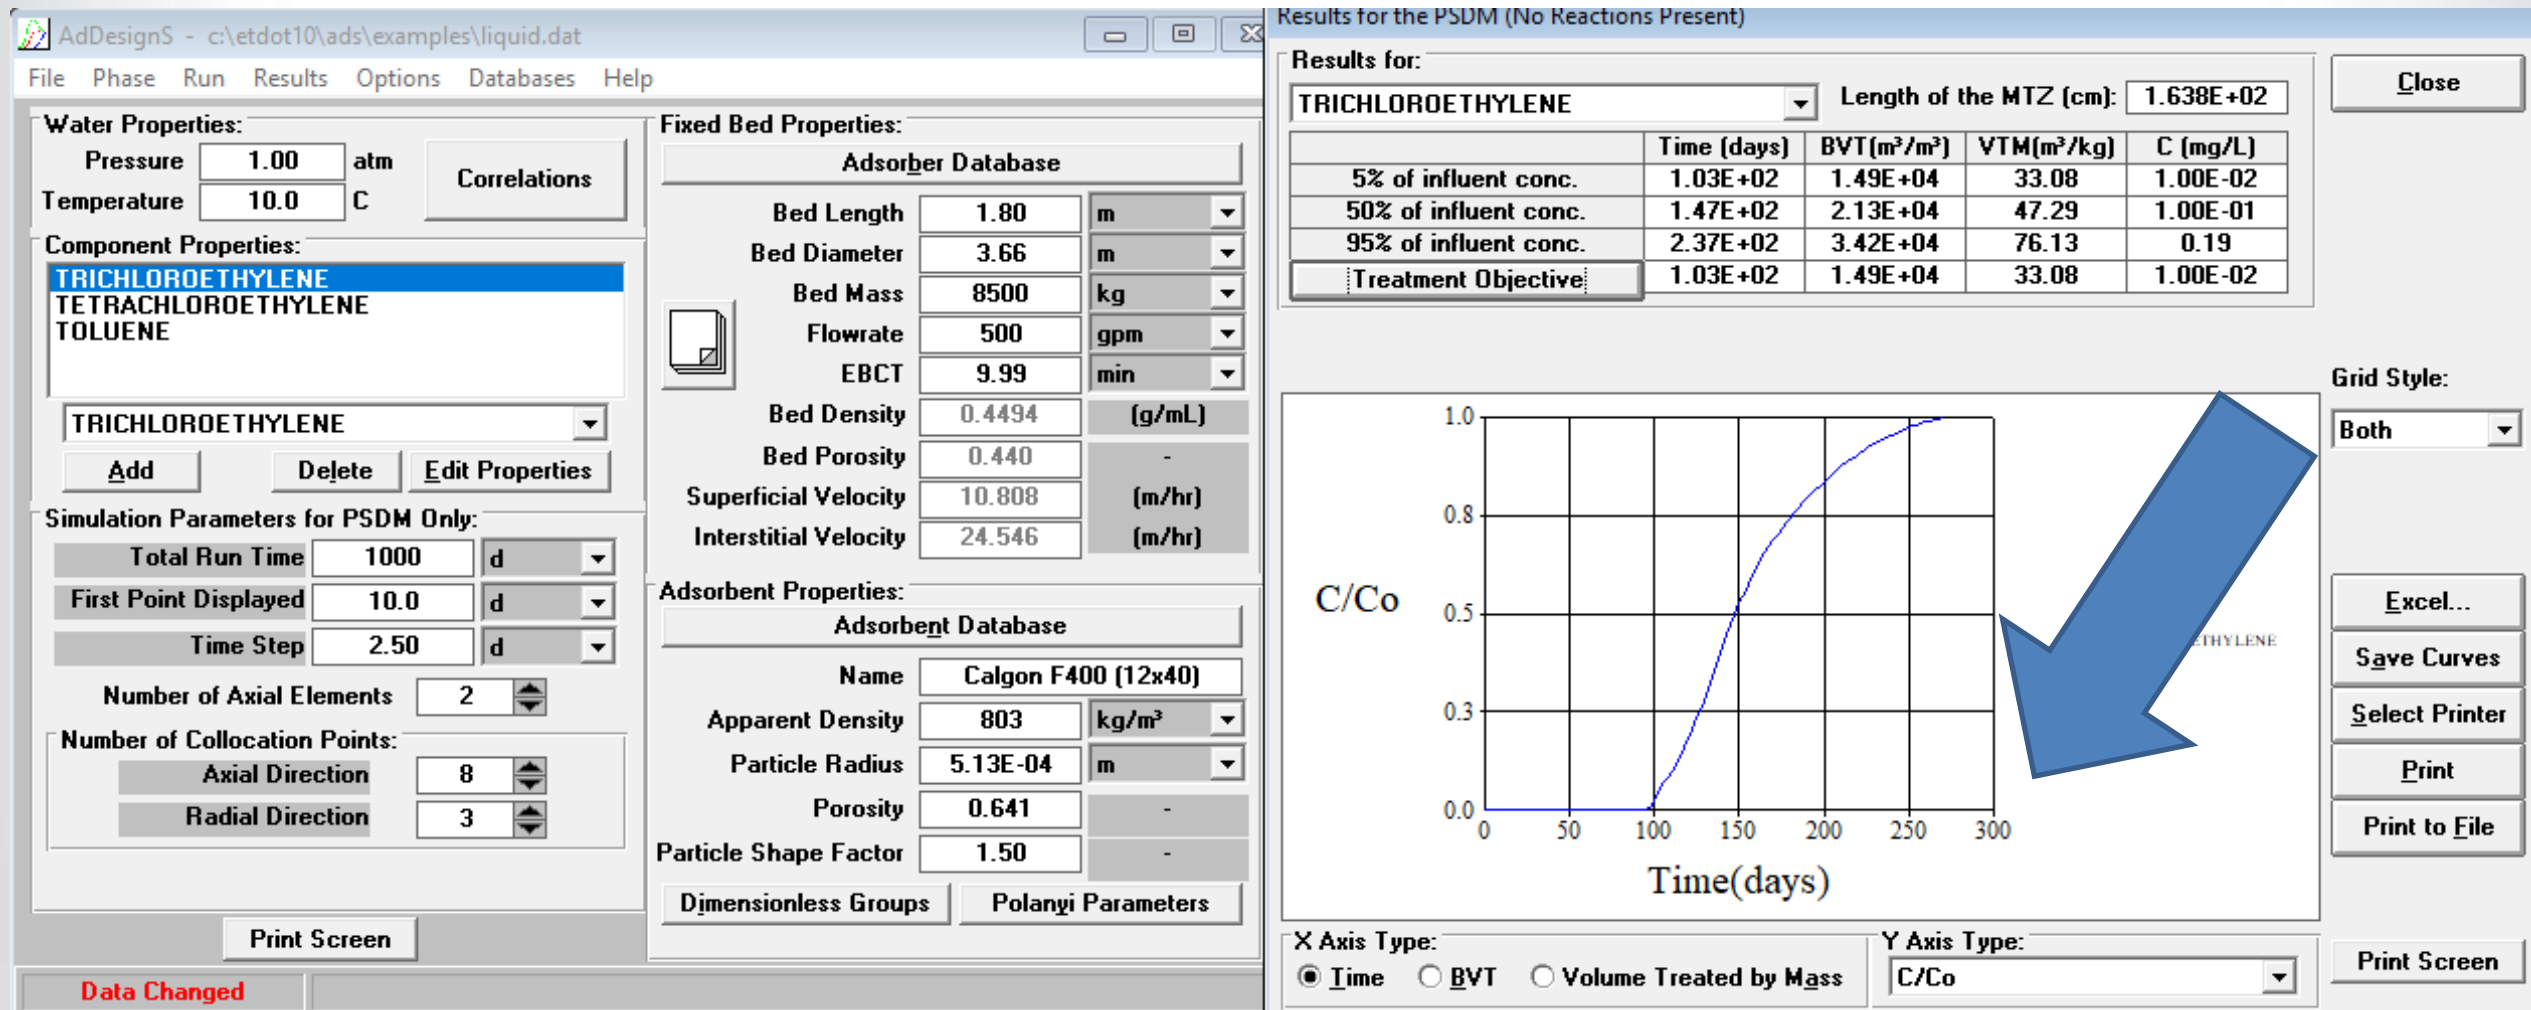 AdDesignS - c:\etdot10\ads\examples\liquid.dat
File Phase Run Results Options Databases Help
Water Properties:
Pressure 1.00 atm
Temperature 10.0 C
Correlations
Component Properties:
TRICHLOROETHYLENE
TETRACHLOROETHYLENE
TOLUENE
TRICHLOROETHYLENE
Add Delete Edit Properties
Simulation Parameters for PSDM Only:
Total Run Time 1000 d
First Point Displayed 10.0 d
Time Step 2.50 d
Number of Axial Elements 2
Number of Collocation Points:
Axial Direction 8
Radial Direction 3
Print Screen
Data Changed
Fixed Bed Properties:
Adsorber Database
Bed Length 1.80 m
Bed Diameter 3.66 m
Bed Mass 8500 kg
Flowrate 500 gpm
EBCT 9.99 min
Bed Density 0.4494 (g/mL)
Bed Porosity 0.440 -
Superficial Velocity 10.808 (m/hr)
Interstitial Velocity 24.546 (m/hr)
Adsorbent Properties:
Adsorbent Database
Name Calgon F400 (12x40)
Apparent Density 803 kg/m³
Particle Radius 5.13E-04 m
Porosity 0.641 -
Particle Shape Factor 1.50 -
Dimensionless Groups Polanyi Parameters
Results for the PSDM (No Reactions Present)
Results for:
TRICHLOROETHYLENE Length of the MTZ (cm): 1.638E+02
Time (days) BVT(m³/m³) VTM(m³/kg) C (mg/L)
5% of influent conc. 1.03E+02 1.49E+04 33.08 1.00E-02
50% of influent conc. 1.47E+02 2.13E+04 47.29 1.00E-01
95% of influent conc. 2.37E+02 3.42E+04 76.13 0.19
Treatment Objective 1.03E+02 1.49E+04 33.08 1.00E-02
Close
Grid Style:
Both
1.0
0.8
C/Co 0.5
0.3
0.0
0 50 100 150 200 250 300
Time(days)
ETHYLENE
Excel...
Save Curves
Select Printer
Print
Print to File
X Axis Type:
Time BVT Volume Treated by Mass
Y Axis Type:
C/Co
Print Screen